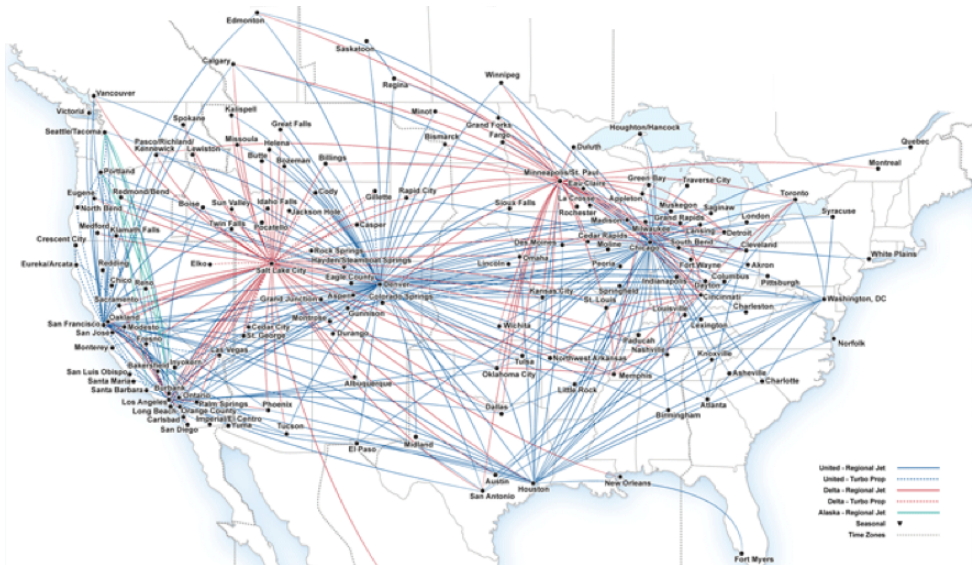 Edmonton
Saskatoon
Calgary
Regina
Winnipeg
Vancouver
Victoria
Kalispell
Minot
Grand Forks
Spokane
Great Falls
Fargo
Houghton/Hancock
Seattle/Tacoma
Pasco/Richland/
Kennewick
Lewiston
Missoula
Helena
Bismarck
Quebec
Duluth
Butte
Bozeman
Billings
Montreal
Portland
Minneapolis/St. Paul
Eau Claire
Green Bay
Traverse City
Eugene
Redmond/Bend
Cody
Gillette
Rapid City
La Crosse
Appleton
Toronto
North Bend
Boise
Sun Valley
Idaho Falls
Jackson Hole
Sioux Falls
Rochester
Muskegon
Saginaw
Syracuse
Medford
Klamath Falls
Twin Falls
Pocatello
Casper
Madison
Milwaukee
Grand Rapids
London
Lansing
Detroit
Crescent City
Rock Springs
Cedar Rapids
Des Moines
Moline
Chicago
South Bend
Cleveland
White Plains
Eureka/Arcata
Redding
Elko
Salt Lake City
Hayden/Steamboat Springs
Eagle County
Lincoln
Omaha
Peoria
Fort Wayne
Akron
Chico
Reno
Denver
Indianapolis
Columbus
Dayton
Pittsburgh
Sacramento
Grand Junction
Aspen
Colorado Springs
Kansas City
Springfield
St. Louis
Cincinnati
Washington, DC
Oakland
San Francisco
Modesto
Montrose
Gunnison
Louisville
Charleston
San Jose
Fresno
Cedar City
St. George
Durango
Wichita
Lexington
Monterey
Paducah
Nashville
Norfolk
Las Vegas
Inyokern
Bakersfield
Tulsa
Northwest Arkansas
Knoxville
San Luis Obispo
Oklahoma City
Memphis
Asheville
Santa Maria
Burbank
Albuquerque
Little Rock
Charlotte
Santa Barbara
Ontario
Los Angeles
Palm Springs
Phoenix
Dallas
Atlanta
Long Beach
Orange County
Birmingham
Carlsbad
Imperial/El Centro
San Diego
Yuma
Tucson
El Paso
Midland
Austin
Houston
New Orleans
San Antonio
Fort Myers
United - Regional Jet
United - Turbo Prop
Delta - Regional Jet
Delta - Turbo Prop
Alaska - Regional Jet
Seasonal
Time Zones